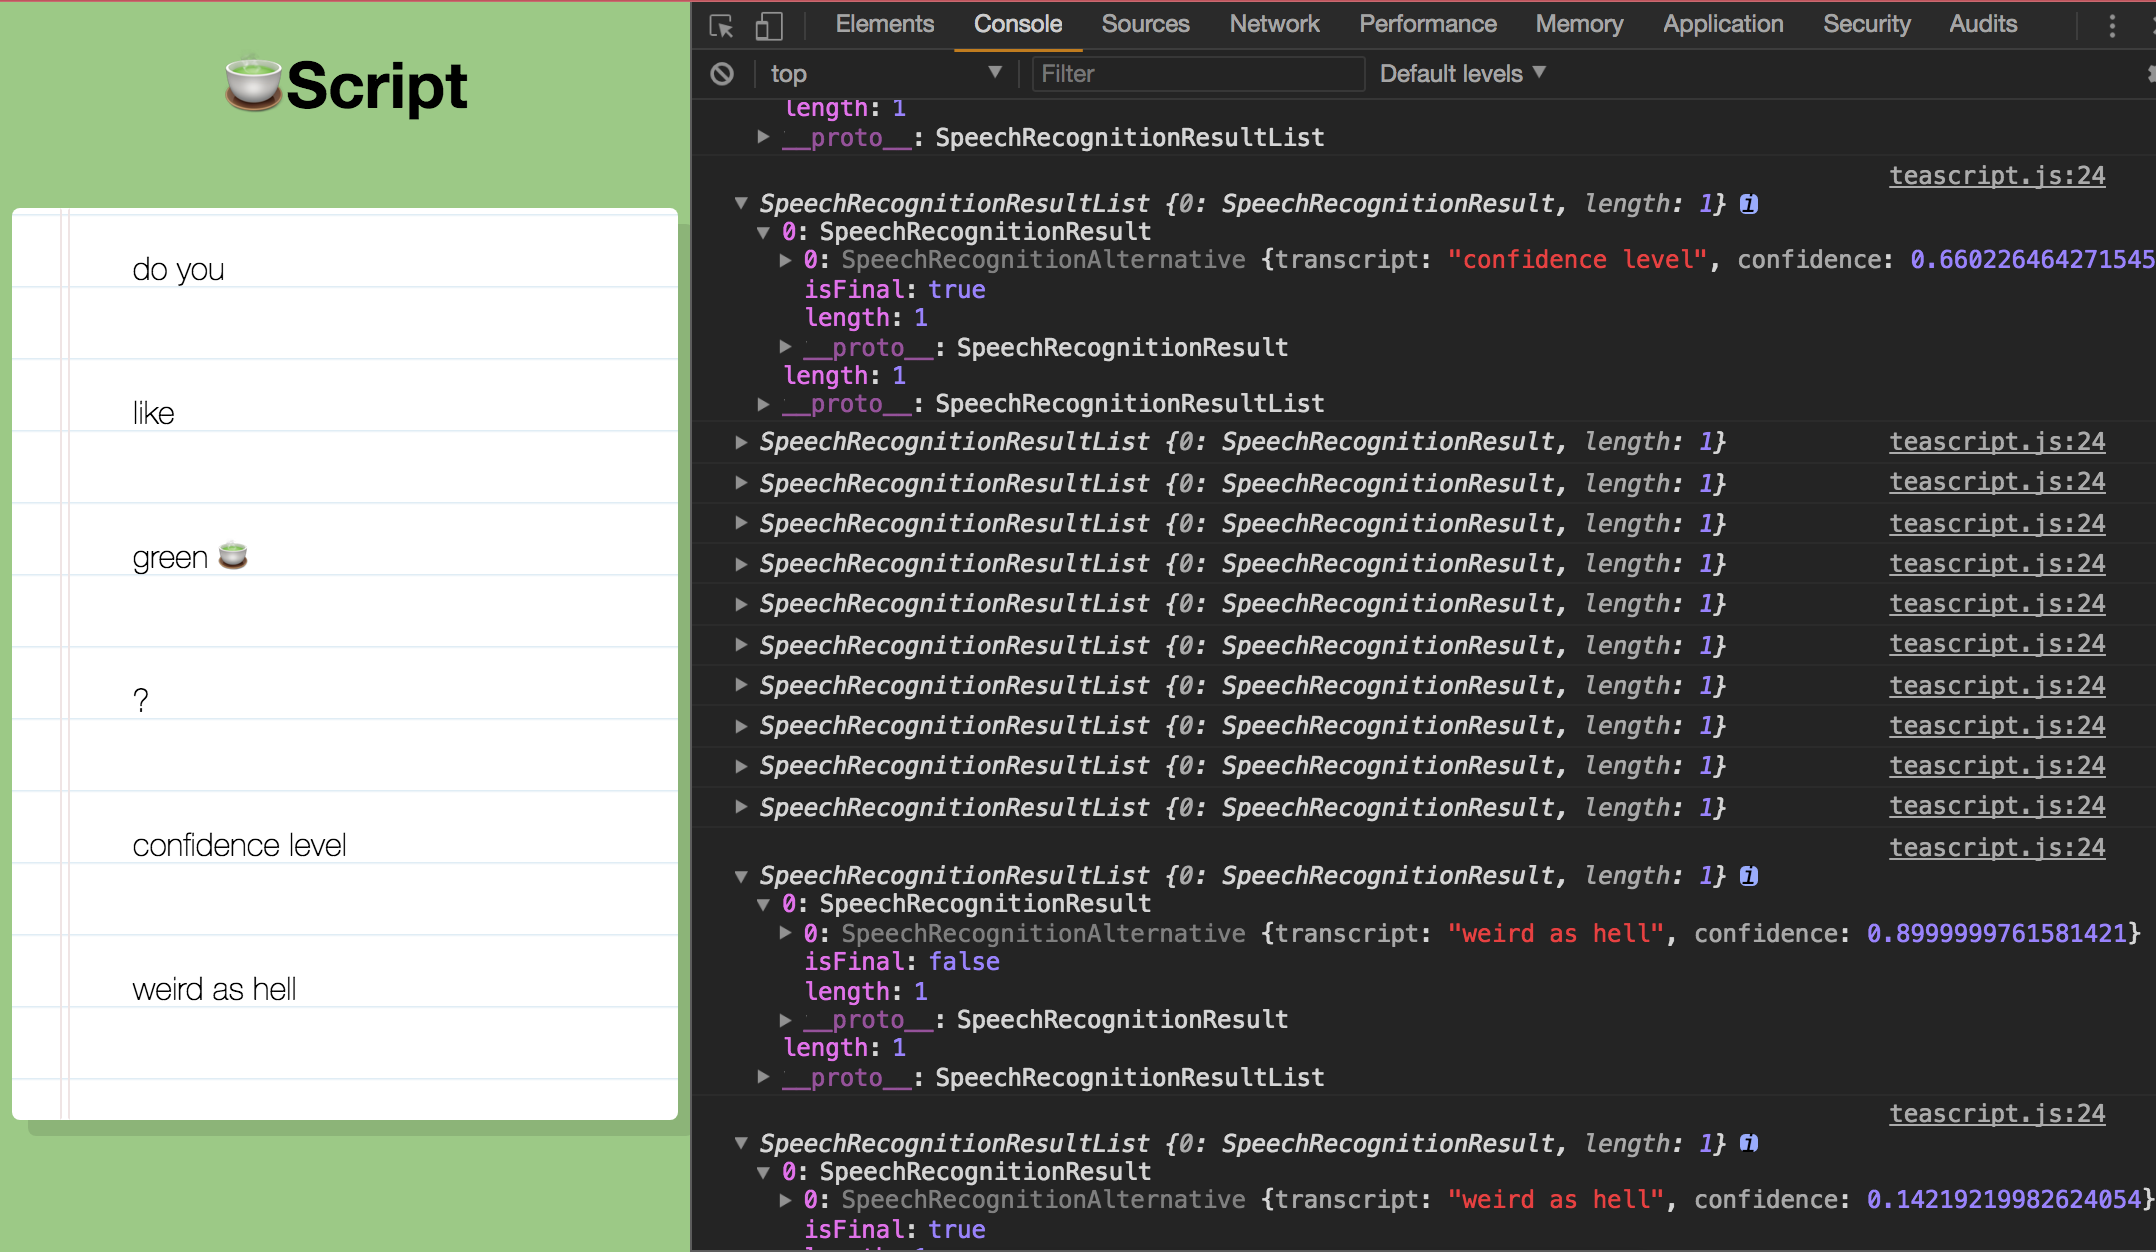 🍵Script
do you
like
green 🍵
?
confidence level
weird as hell
Elements Console Sources Network Performance Memory Application Security Audits
top Filter Default levels
length: 1
__proto__: SpeechRecognitionResultList
teascript.js:24
SpeechRecognitionResultList {0: SpeechRecognitionResult, length: 1} i
0: SpeechRecognitionResult
0: SpeechRecognitionAlternative {transcript: "confidence level", confidence: 0.660226464271545
isFinal: true
length: 1
__proto__: SpeechRecognitionResult
length: 1
__proto__: SpeechRecognitionResultList
SpeechRecognitionResultList {0: SpeechRecognitionResult, length: 1} teascript.js:24
SpeechRecognitionResultList {0: SpeechRecognitionResult, length: 1} teascript.js:24
SpeechRecognitionResultList {0: SpeechRecognitionResult, length: 1} teascript.js:24
SpeechRecognitionResultList {0: SpeechRecognitionResult, length: 1} teascript.js:24
SpeechRecognitionResultList {0: SpeechRecognitionResult, length: 1} teascript.js:24
SpeechRecognitionResultList {0: SpeechRecognitionResult, length: 1} teascript.js:24
SpeechRecognitionResultList {0: SpeechRecognitionResult, length: 1} teascript.js:24
SpeechRecognitionResultList {0: SpeechRecognitionResult, length: 1} teascript.js:24
SpeechRecognitionResultList {0: SpeechRecognitionResult, length: 1} teascript.js:24
SpeechRecognitionResultList {0: SpeechRecognitionResult, length: 1} teascript.js:24
teascript.js:24
SpeechRecognitionResultList {0: SpeechRecognitionResult, length: 1} i
0: SpeechRecognitionResult
0: SpeechRecognitionAlternative {transcript: "weird as hell", confidence: 0.8999999761581421}
isFinal: false
length: 1
__proto__: SpeechRecognitionResult
length: 1
__proto__: SpeechRecognitionResultList
teascript.js:24
SpeechRecognitionResultList {0: SpeechRecognitionResult, length: 1} i
0: SpeechRecognitionResult
0: SpeechRecognitionAlternative {transcript: "weird as hell", confidence: 0.14219219982624054}
isFinal: true